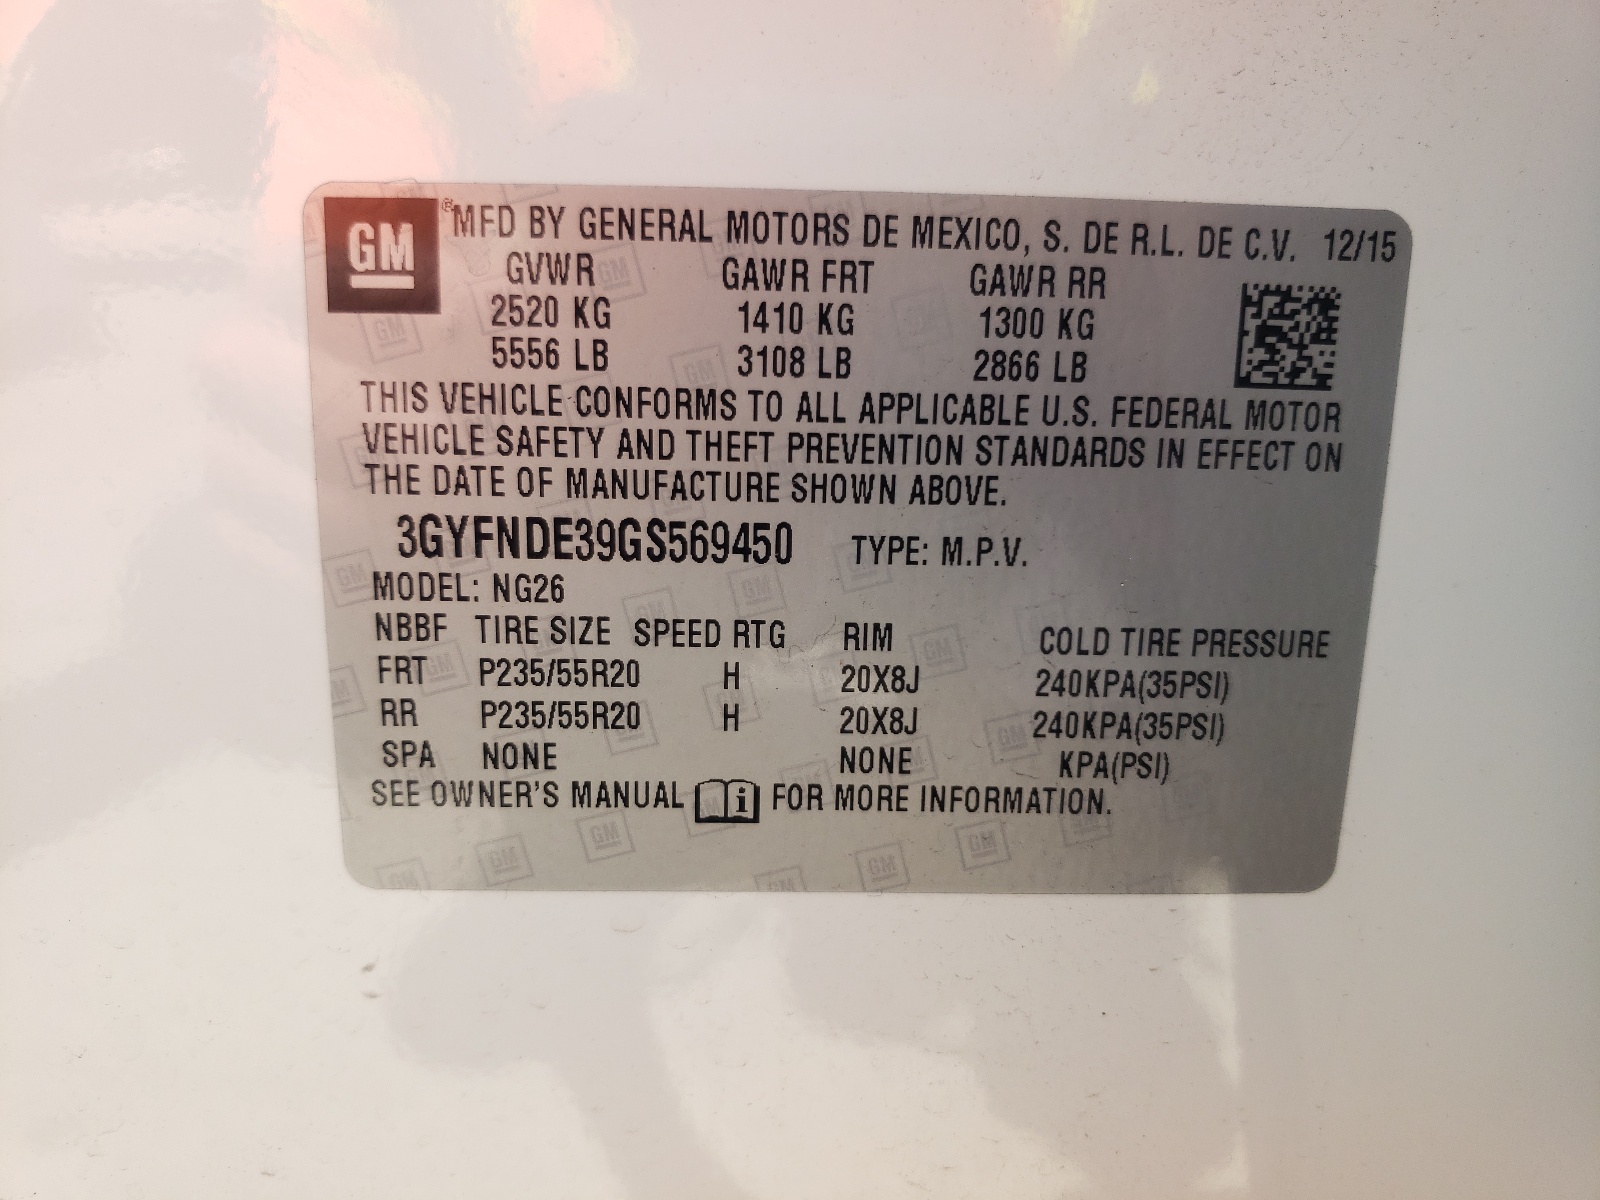 GM ® MFD BY GENERAL MOTORS DE MEXICO, S. DE R.L. DE C.V. 12/15
GVWR GAWR FRT GAWR RR
2520 KG 1410 KG 1300 KG
5556 LB 3108 LB 2866 LB
THIS VEHICLE CONFORMS TO ALL APPLICABLE U.S. FEDERAL MOTOR
VEHICLE SAFETY AND THEFT PREVENTION STANDARDS IN EFFECT ON
THE DATE OF MANUFACTURE SHOWN ABOVE.
3GYFNDE39GS569450 TYPE: M.P.V.
MODEL: NG26
NBBF TIRE SIZE SPEED RTG RIM COLD TIRE PRESSURE
FRT P235/55R20 H 20X8J 240KPA(35PSI)
RR P235/55R20 H 20X8J 240KPA(35PSI)
SPA NONE NONE KPA(PSI)
SEE OWNER'S MANUAL i FOR MORE INFORMATION.